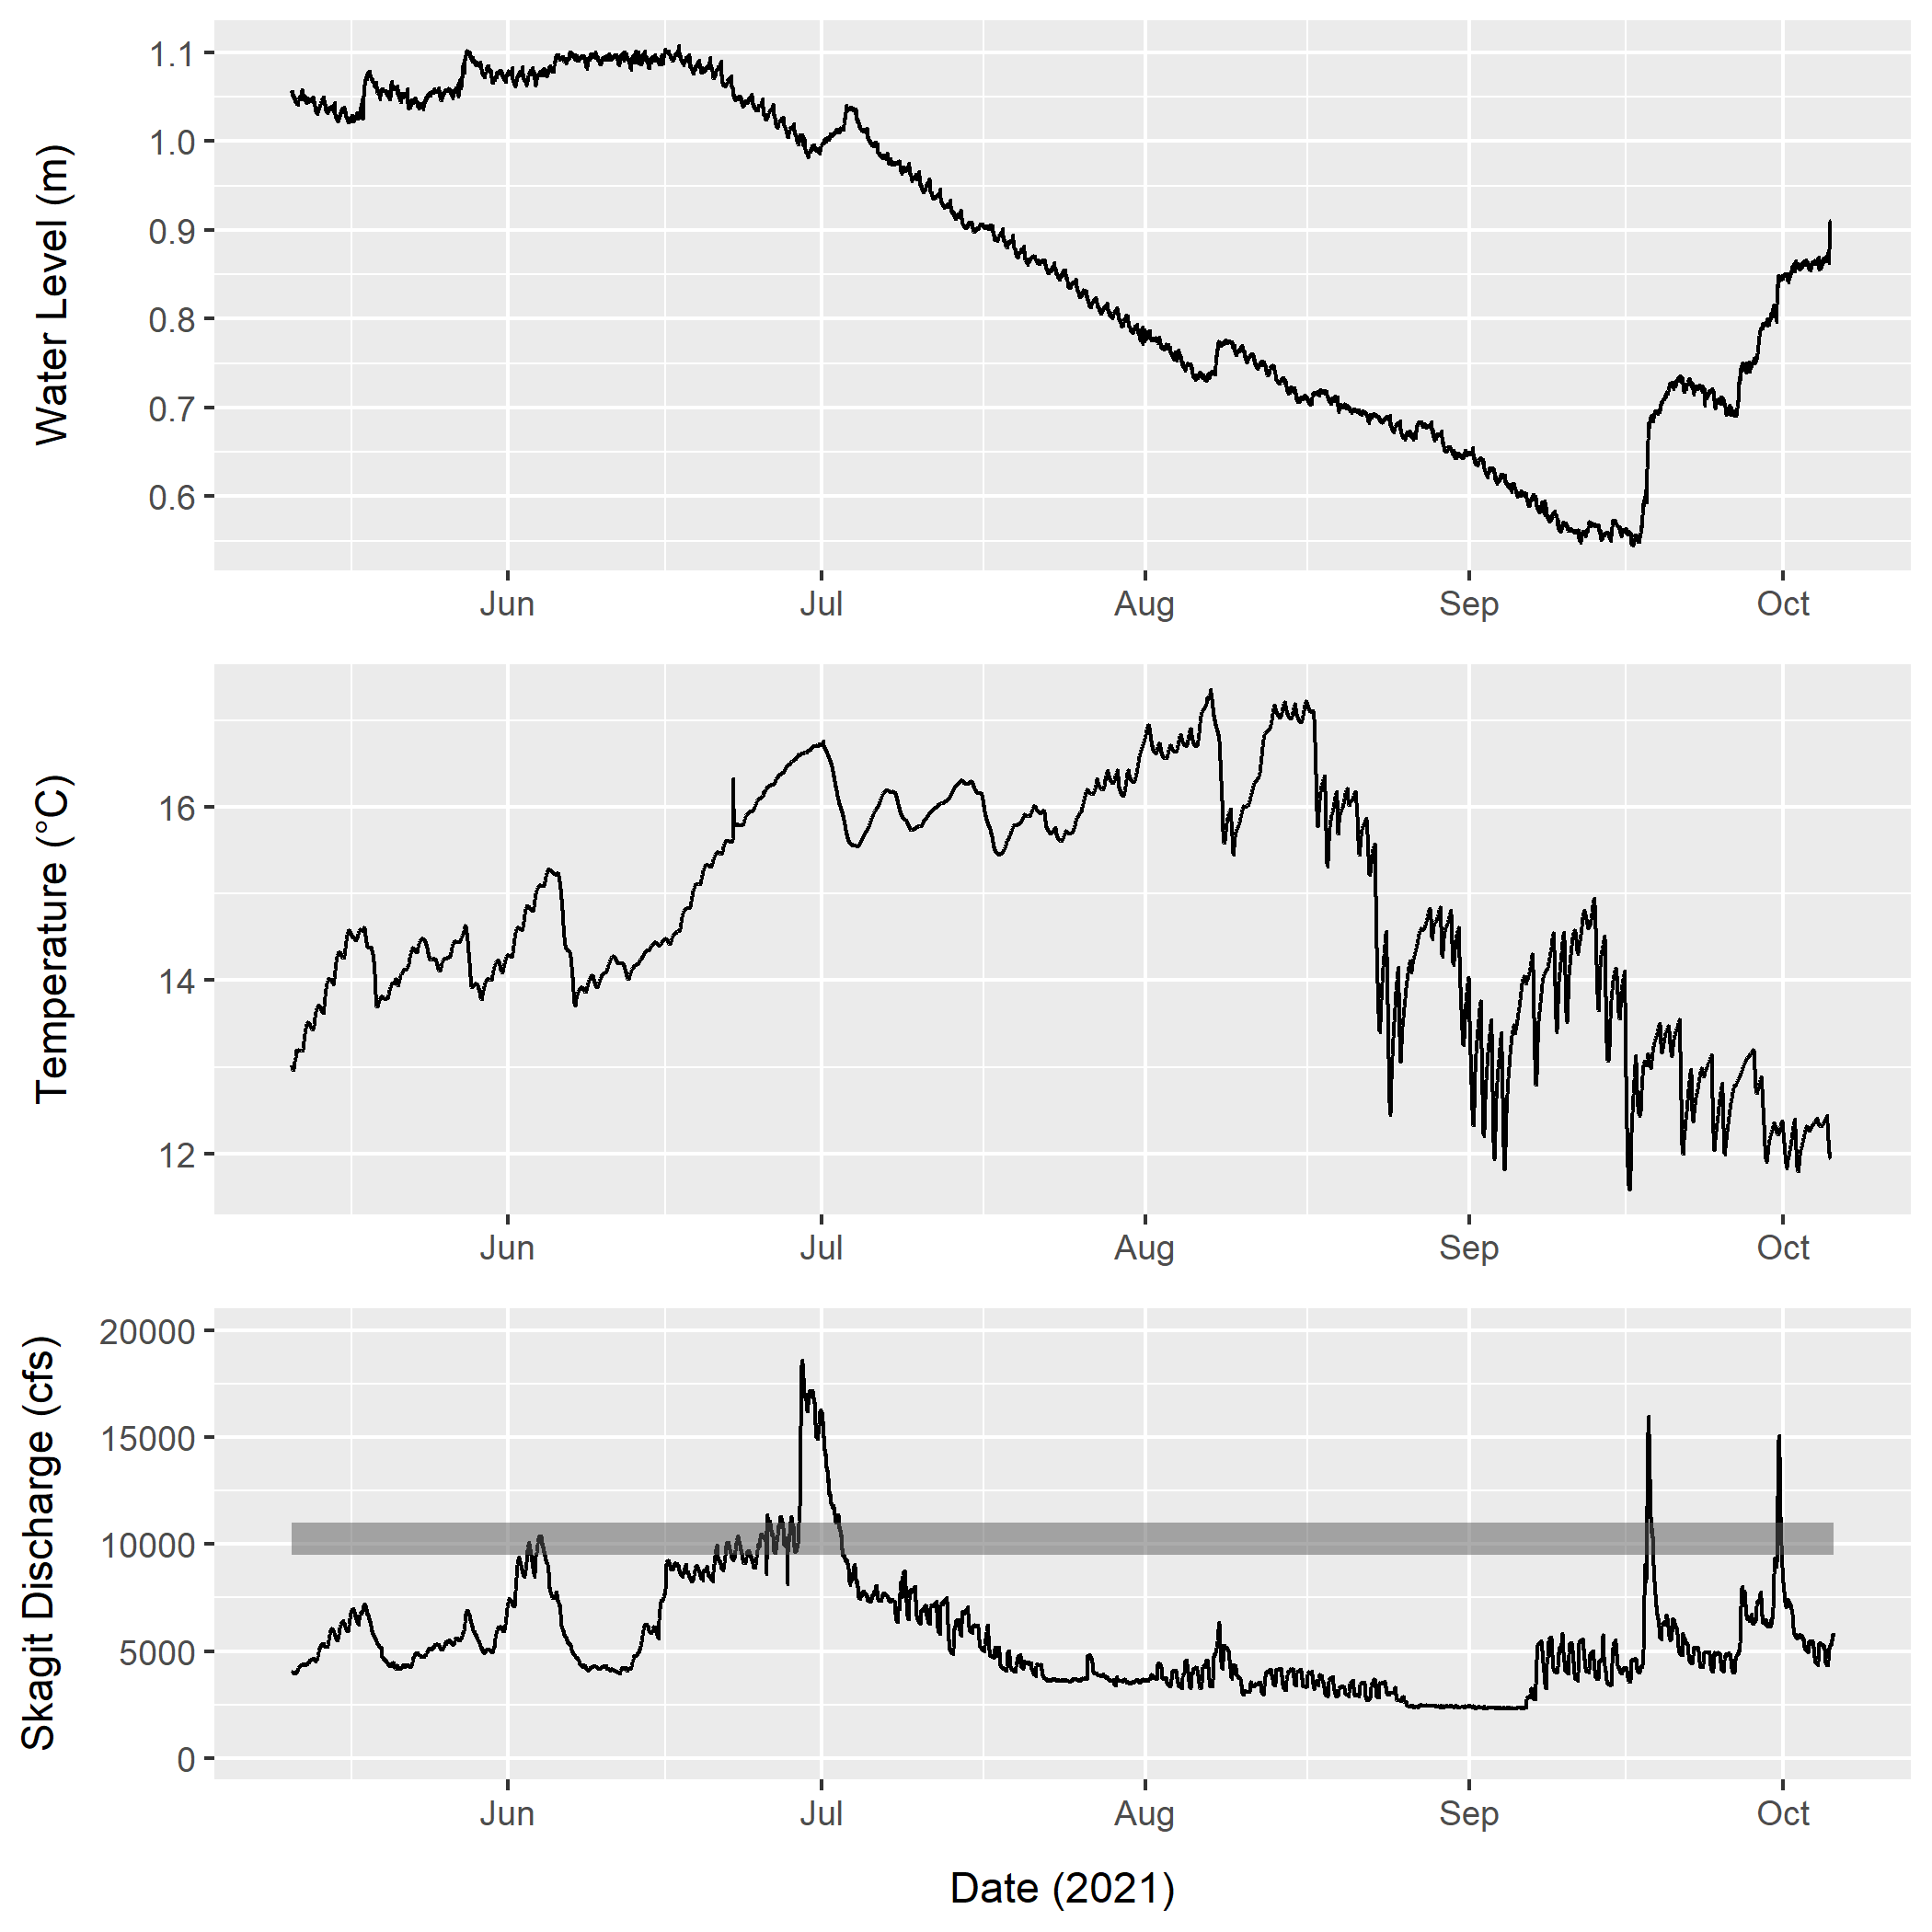 Water Level (m)
1.1
1.0
0.9
0.8
0.7
0.6
Jun Jul Aug Sep Oct
Temperature (°C)
16
14
12
Jun Jul Aug Sep Oct
Skagit Discharge (cfs)
20000
15000
10000
5000
0
Jun Jul Aug Sep Oct
Date (2021)